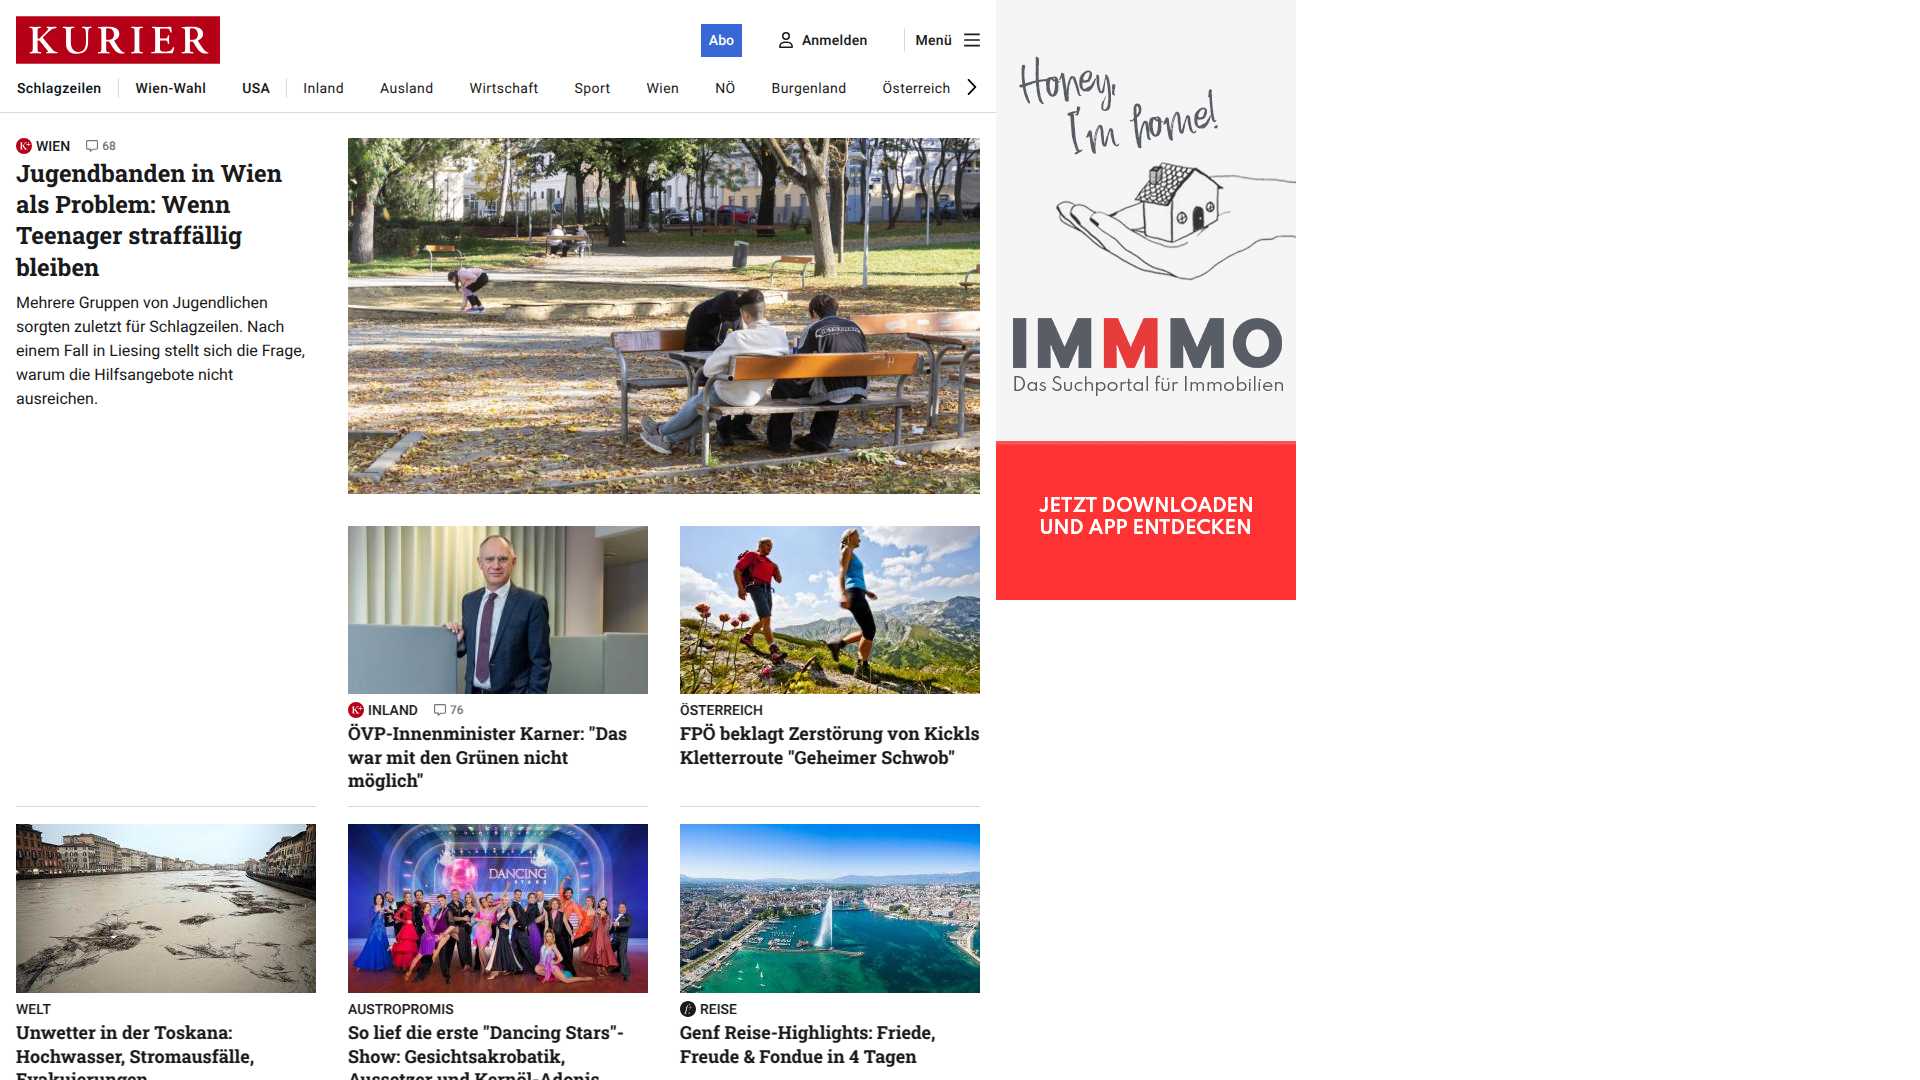 KURIER
Abo
Anmelden
Menü
Schlagzeilen
Wien-Wahl
USA
Inland
Ausland
Wirtschaft
Sport
Wien
NÖ
Burgenland
Österreich
WIEN 68
Jugendbanden in Wien
als Problem: Wenn
Teenager straffällig
bleiben
Mehrere Gruppen von Jugendlichen
sorgten zuletzt für Schlagzeilen. Nach
einem Fall in Liesing stellt sich die Frage,
warum die Hilfsangebote nicht
ausreichen.
INLAND 76
ÖVP-Innenminister Karner: "Das
war mit den Grünen nicht
möglich"
ÖSTERREICH
FPÖ beklagt Zerstörung von Kickls
Kletterroute "Geheimer Schwob"
WELT
Unwetter in der Toskana:
Hochwasser, Stromausfälle,
Evakuierungen
DANCING
STARS
AUSTROPROMIS
So lief die erste "Dancing Stars"-
Show: Gesichtsakrobatik,
Aussetzer und Kernöl-Adonis
REISE
Genf Reise-Highlights: Friede,
Freude & Fondue in 4 Tagen
Honey,
I'm home!
IMMMO
Das Suchportal für Immobilien
JETZT DOWNLOADEN
UND APP ENTDECKEN